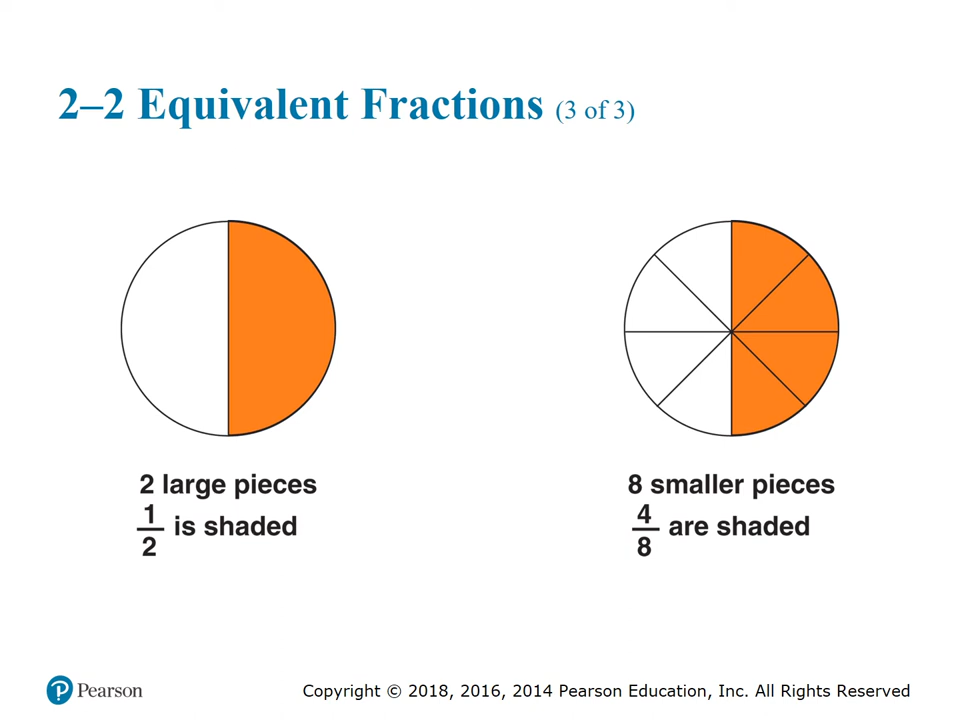 2–2 Equivalent Fractions (3 of 3)
2 large pieces
1/2 is shaded
8 smaller pieces
4/8 are shaded
Pearson
Copyright © 2018, 2016, 2014 Pearson Education, Inc. All Rights Reserved